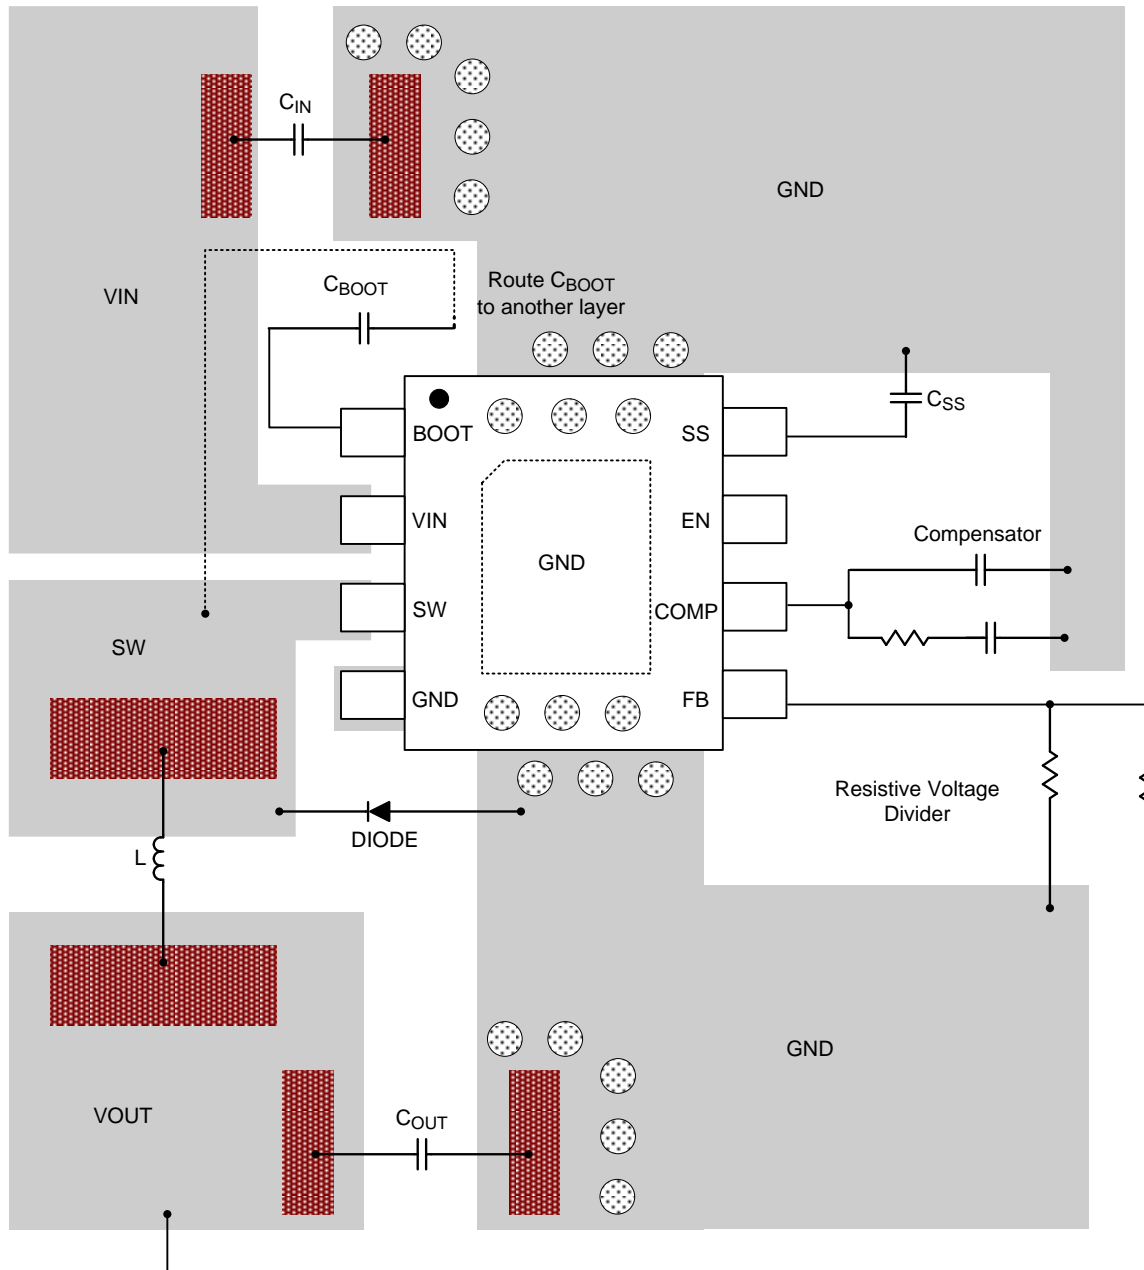 CIN
GND
VIN
CBOOT
Route CBOOT
to another layer
CSS
BOOT
SS
VIN
EN
Compensator
GND
SW
COMP
SW
GND
FB
Resistive Voltage
Divider
DIODE
L
GND
VOUT
COUT